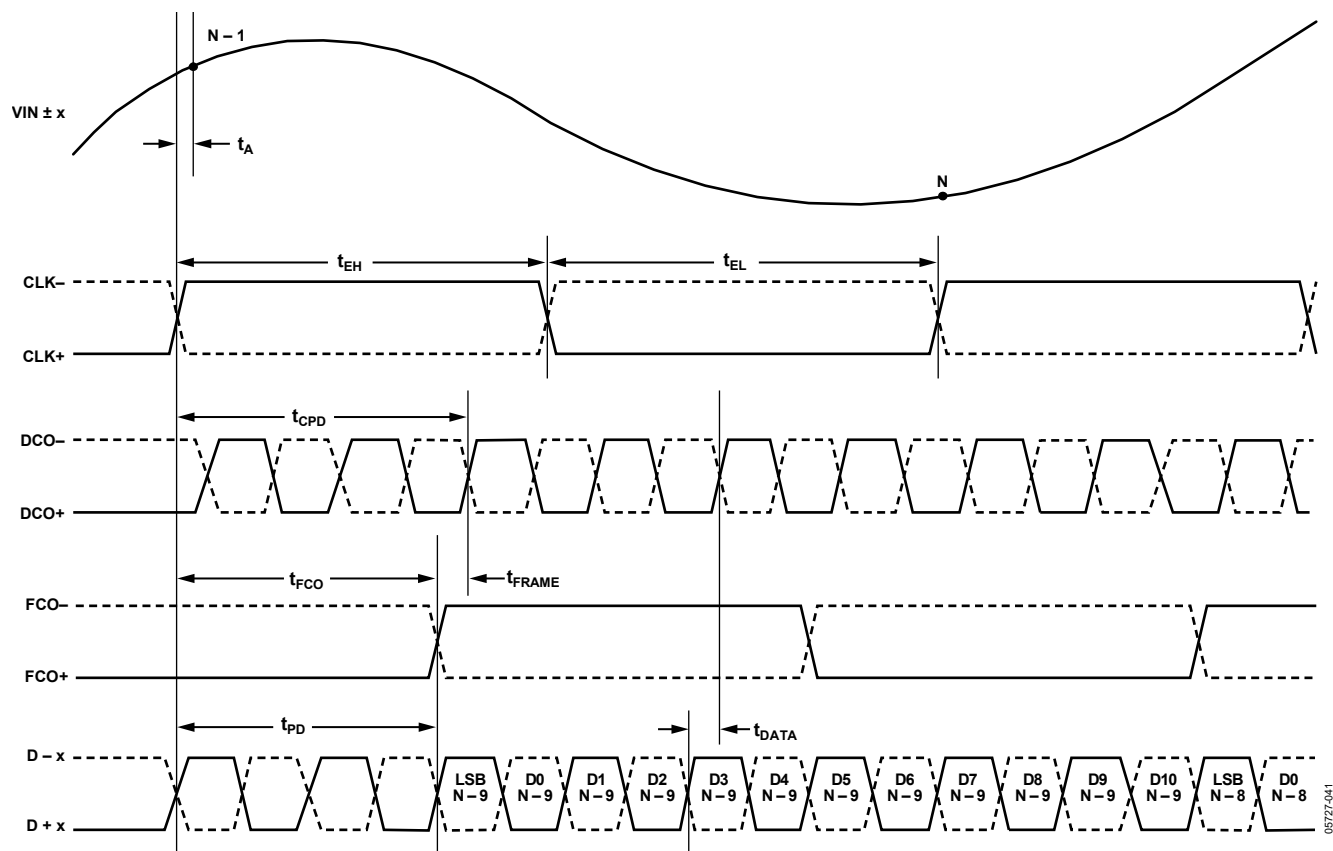 N – 1
VIN ± x
tA
N
tEH
tEL
CLK–
CLK+
tCPD
DCO–
DCO+
tFCO
tFRAME
FCO–
FCO+
tPD
tDATA
D – x
LSB D0 D1 D2 D3 D4 D5 D6 D7 D8 D9 D10 LSB D0
N – 9 N – 9 N – 9 N – 9 N – 9 N – 9 N – 9 N – 9 N – 9 N – 9 N – 9 N – 9 N – 8 N – 8
D + x
05727-041